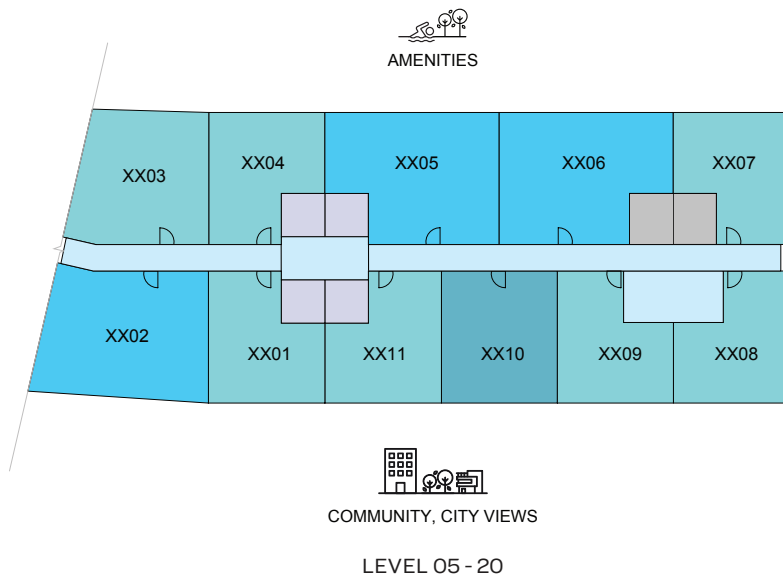 AMENITIES
XX03
XX04
XX05
XX06
XX07
XX02
XX01
XX11
XX10
XX09
XX08
COMMUNITY, CITY VIEWS
LEVEL 05 - 20